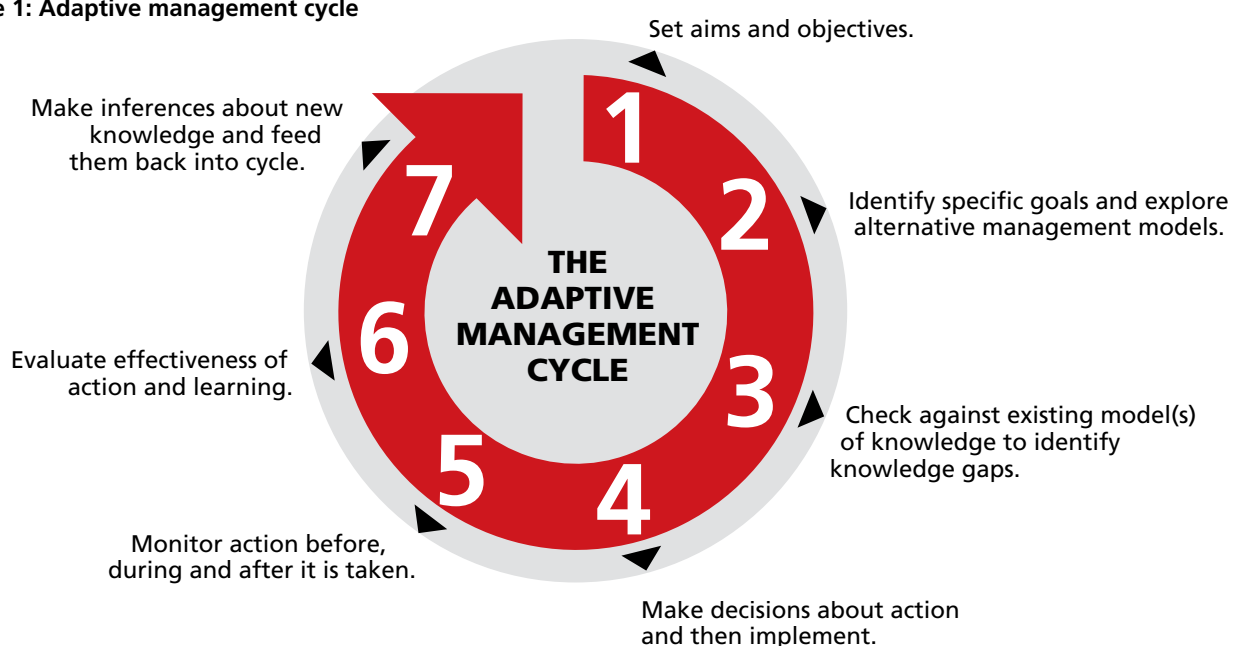 e 1: Adaptive management cycle
Set aims and objectives.
1
Identify specific goals and explore
alternative management models.
2
Check against existing model(s)
of knowledge to identify
knowledge gaps.
3
Make decisions about action
and then implement.
4
Monitor action before,
during and after it is taken.
5
Evaluate effectiveness of
action and learning.
6
Make inferences about new
knowledge and feed
them back into cycle.
7
THE
ADAPTIVE
MANAGEMENT
CYCLE